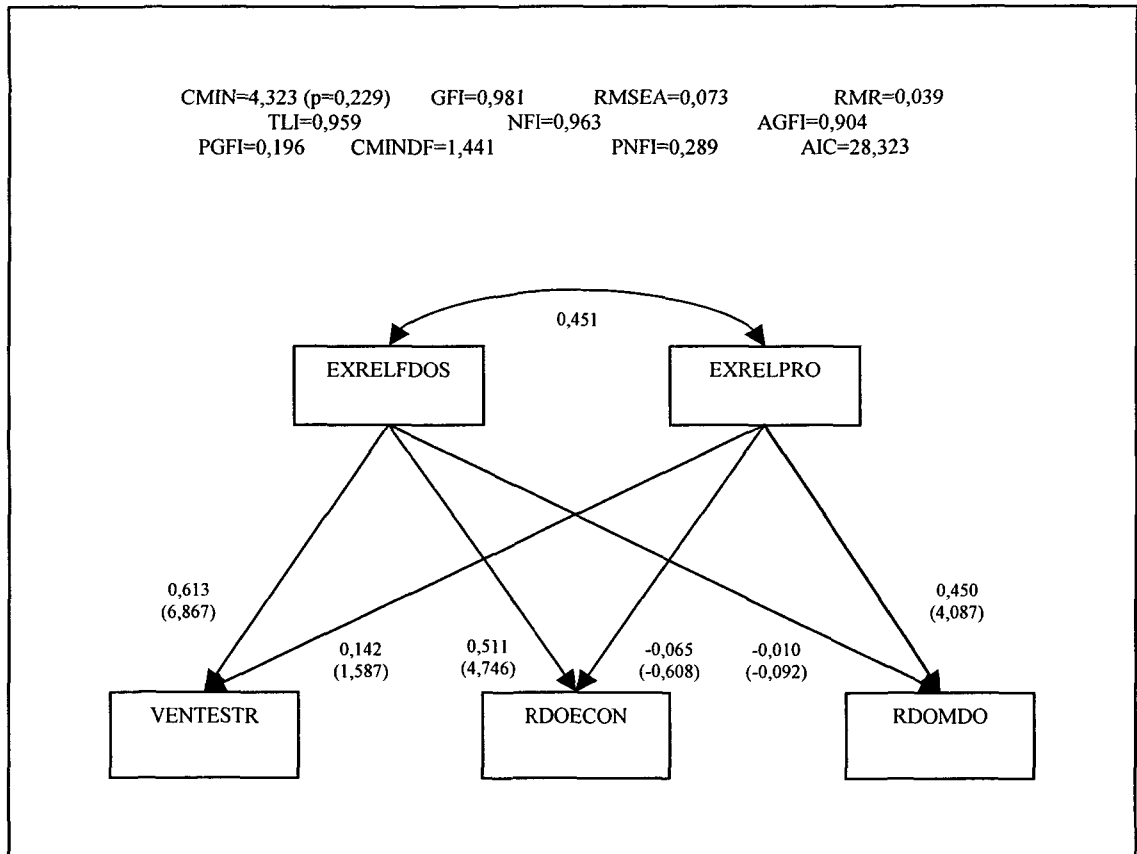 CMIN=4,323 (p=0,229) GFI=0,981 RMSEA=0,073 RMR=0,039
TLI=0,959 NFI=0,963 AGFI=0,904
PGFI=0,196 CMINDF=1,441 PNFI=0,289 AIC=28,323
0,451
EXRELFDOS EXRELPRO
0,613 0,450
(6,867) (4,087)
0,142 0,511 -0,065 -0,010
(1,587) (4,746) (-0,608) (-0,092)
VENTESTR RDOECON RDOMDO